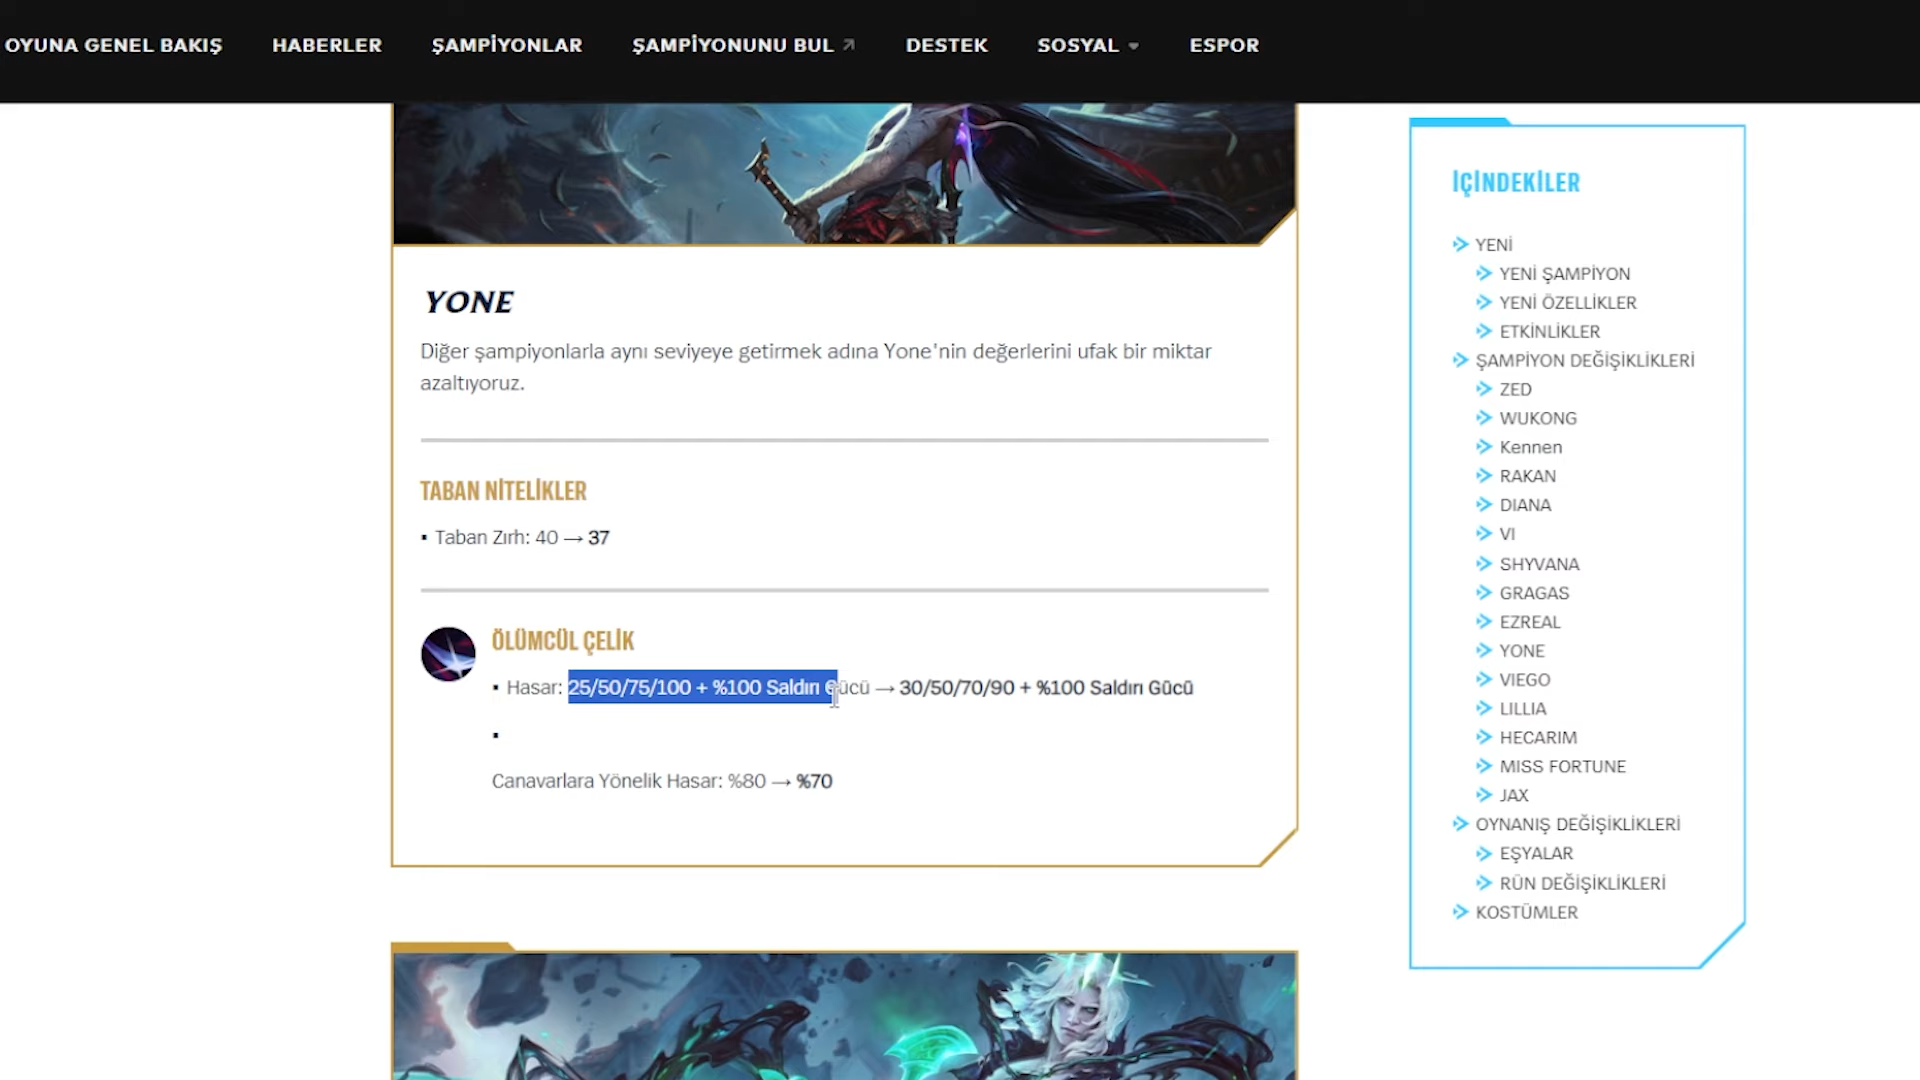 OYUNA GENEL BAKIŞ HABERLER ŞAMPİYONLAR ŞAMPİYONUNU BUL DESTEK SOSYAL ESPOR
YONE
Diğer şampiyonlarla aynı seviyeye getirmek adına Yone'nin değerlerini ufak bir miktar
azaltıyoruz.
TABAN NİTELİKLER
▪ Taban Zırh: 40 → 37
ÖLÜMCÜL ÇELİK
▪ Hasar: 25/50/75/100 + %100 Saldırı Gücü → 30/50/70/90 + %100 Saldırı Gücü
▪
Canavarlara Yönelik Hasar: %80 → %70
İÇİNDEKİLER
YENİ
YENİ ŞAMPİYON
YENİ ÖZELLİKLER
ETKİNLİKLER
ŞAMPİYON DEĞİŞİKLİKLERİ
ZED
WUKONG
Kennen
RAKAN
DIANA
VI
SHYVANA
GRAGAS
EZREAL
YONE
VIEGO
LILLIA
HECARIM
MISS FORTUNE
JAX
OYNANIŞ DEĞİŞİKLİKLERİ
EŞYALAR
RÜN DEĞİŞİKLİKLERİ
KOSTÜMLER